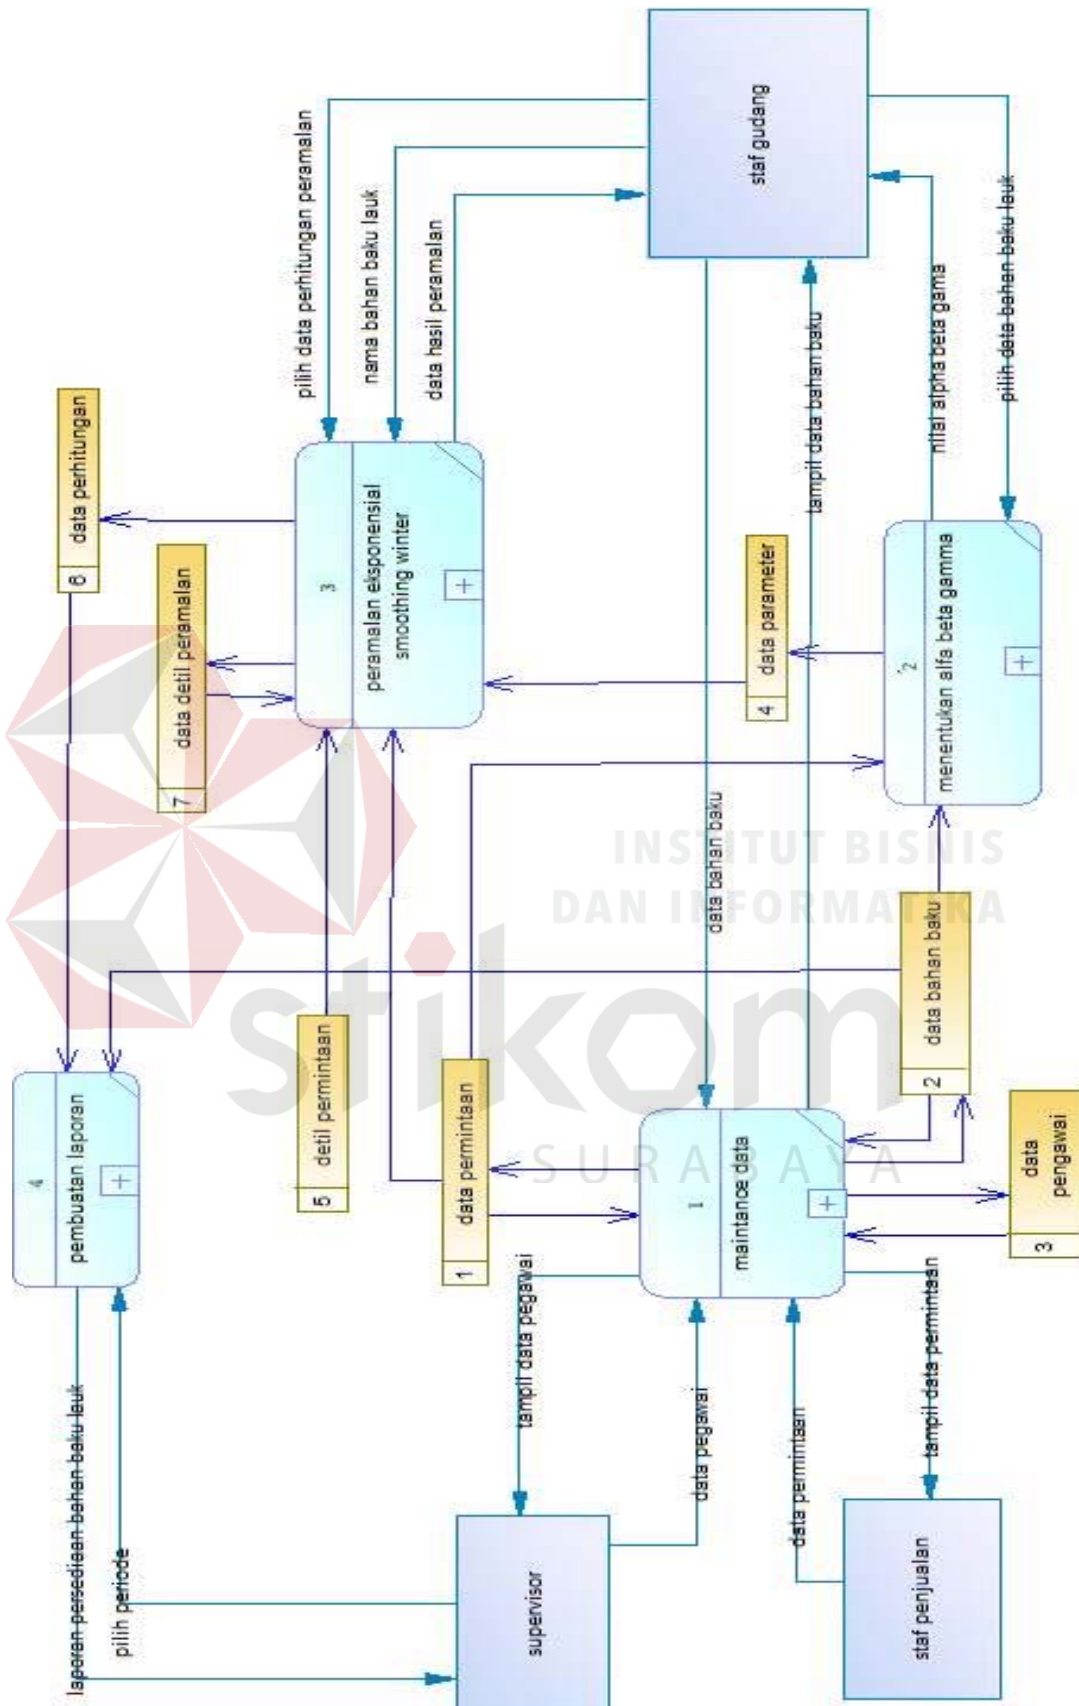 laporan persediaan bahan baku lauk
pilih periode
supervisor
tampil data pegawai
data pegawai
data permintaan
tampil data permintaan
staf penjualan
4
pembuatan laporan
5
detil permintaan
1
data permintaan
1
maintance data
2
data bahan baku
3
data
pengawai
data bahan baku
tampil data bahan baku
6
data perhitungan
7
data detil peramalan
3
peramalan eksponensial
smoothing winter
4
data parameter
2
menentukan alfa beta gamma
pilih data perhitungan peramalan
nama bahan baku lauk
data hasil peramalan
nilai alpha beta gama
pilih data bahan baku lauk
staf gudang
INSTITUT BISNIS
DAN INFORMATIKA
stikom
SURABAYA